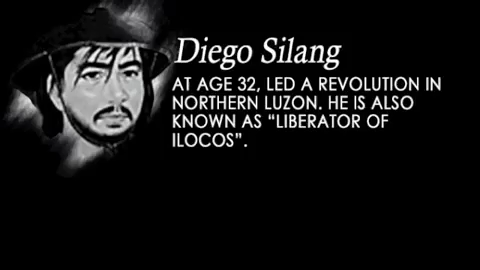 Diego Silang
AT AGE 32, LED A REVOLUTION IN
NORTHERN LUZON. HE IS ALSO
KNOWN AS “LIBERATOR OF
ILOCOS”.